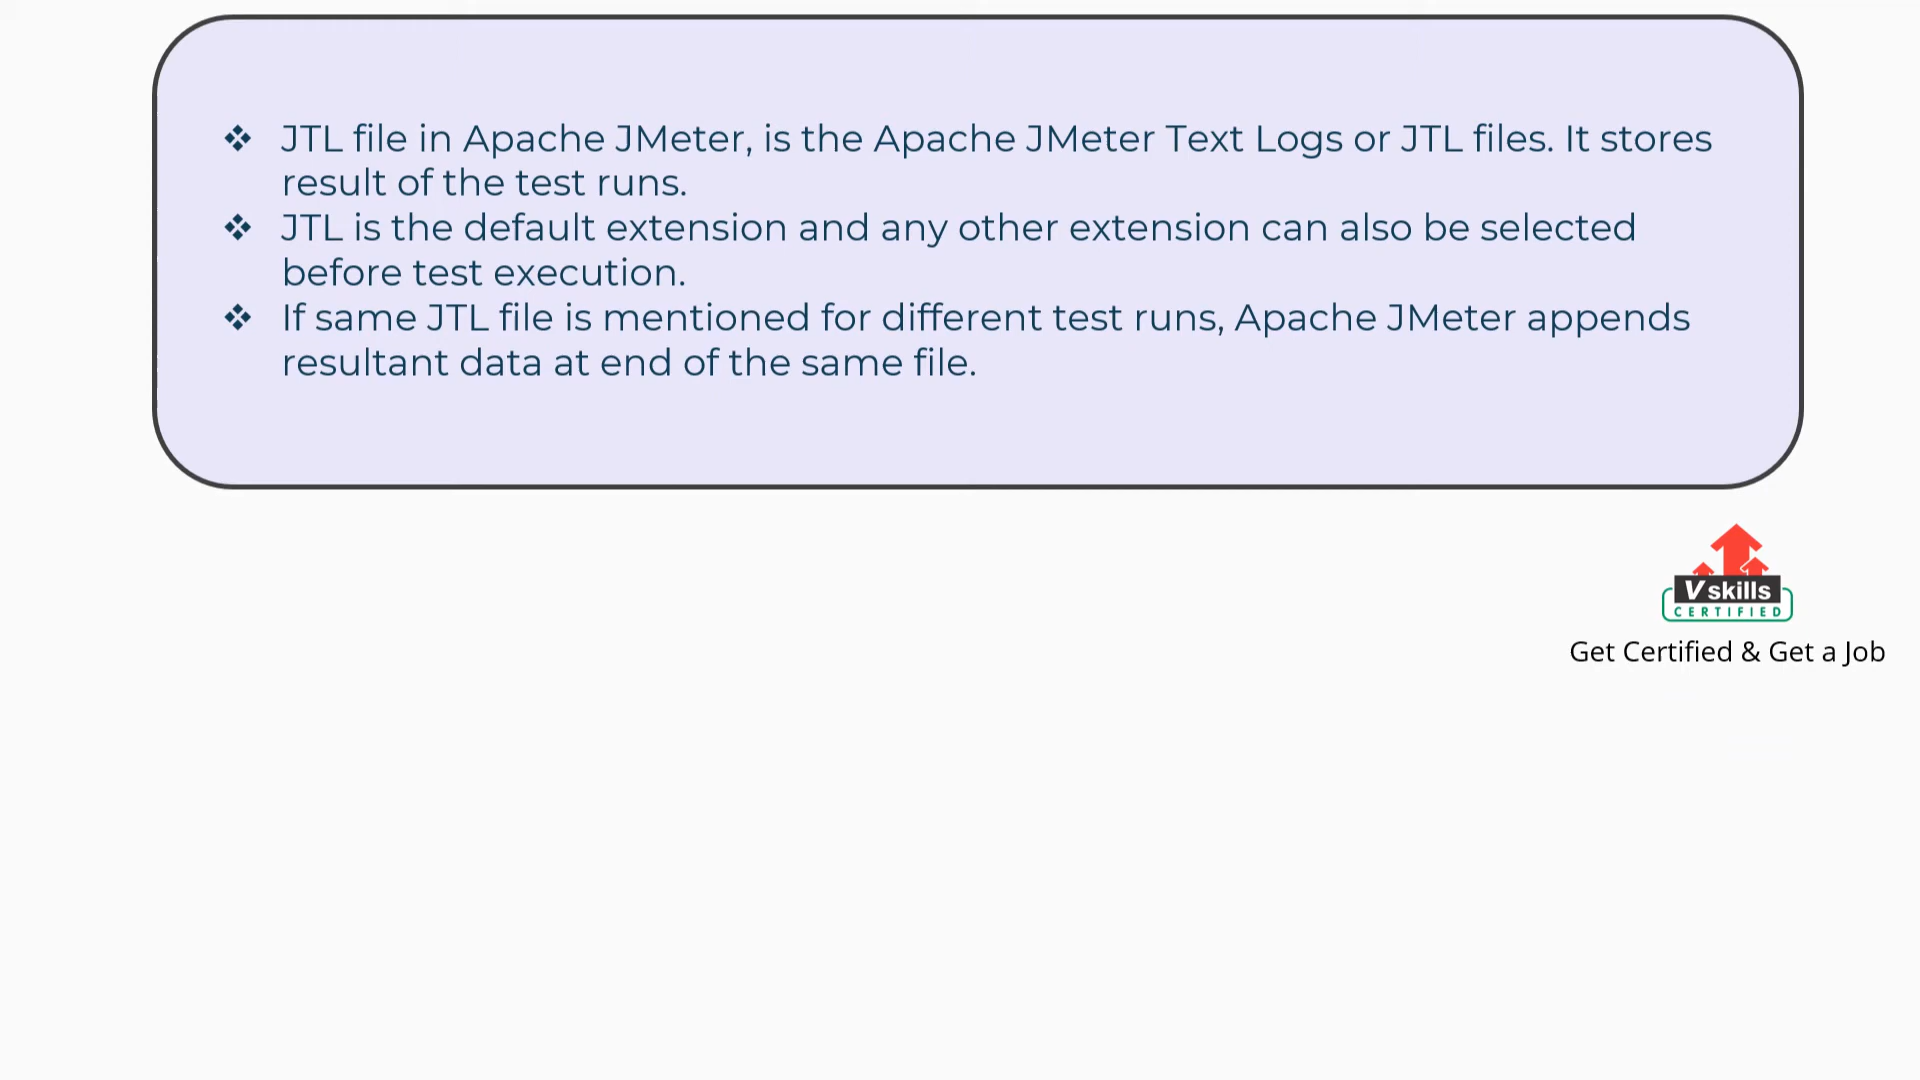 ❖ JTL file in Apache JMeter, is the Apache JMeter Text Logs or JTL files. It stores
result of the test runs.
❖ JTL is the default extension and any other extension can also be selected
before test execution.
❖ If same JTL file is mentioned for different test runs, Apache JMeter appends
resultant data at end of the same file.
Vskills
CERTIFIED
Get Certified & Get a Job